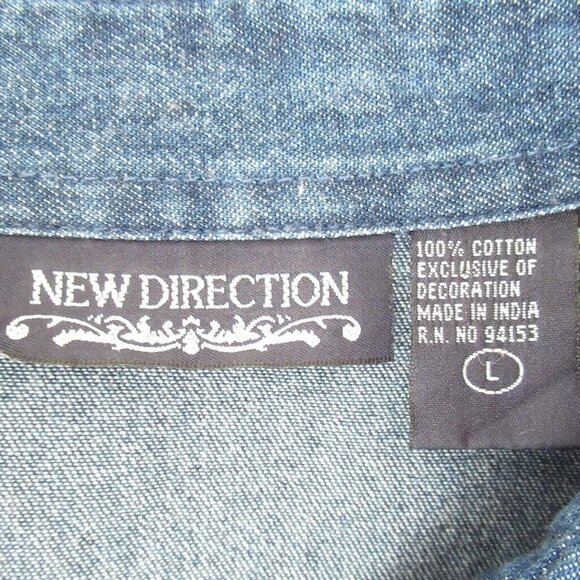 NEW DIRECTION
100% COTTON
EXCLUSIVE OF
DECORATION
MADE IN INDIA
R.N. NO 94153
L